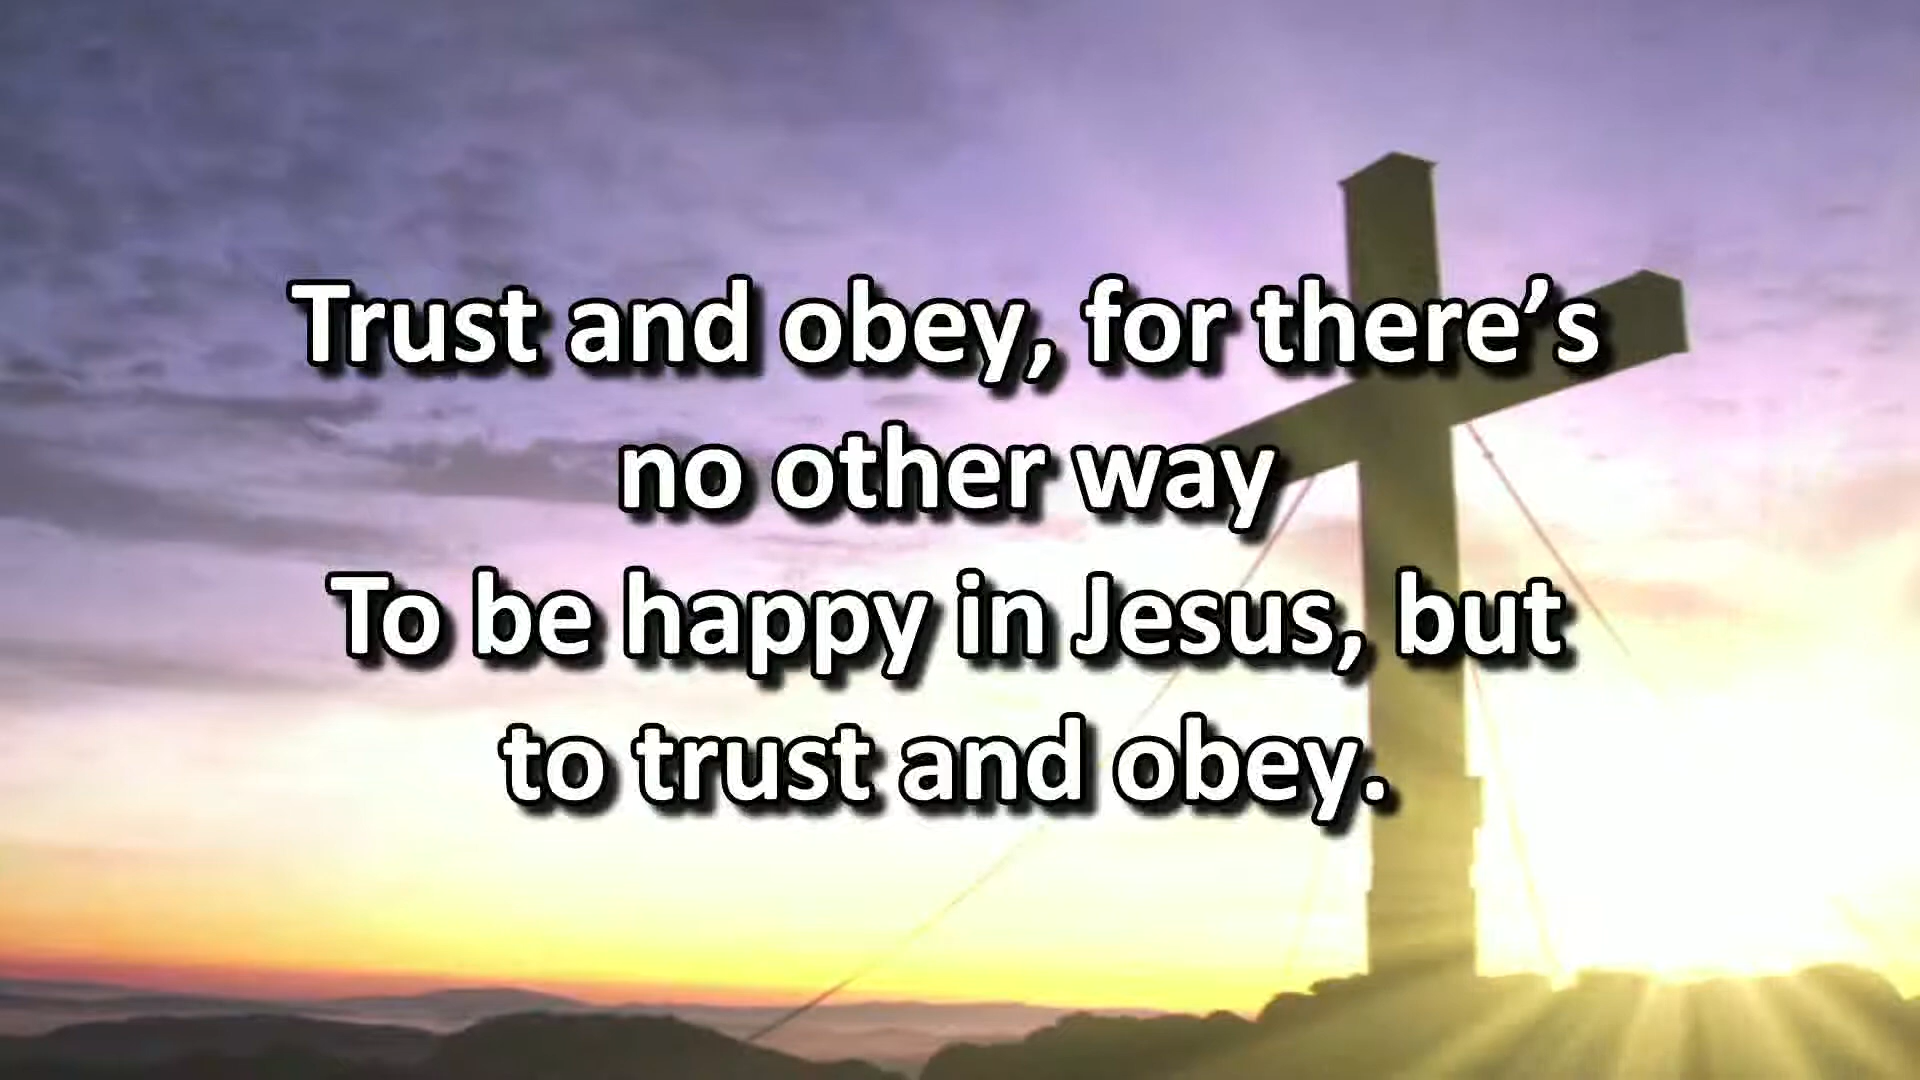 Trust and obey, for there’s
no other way
To be happy in Jesus, but
to trust and obey.